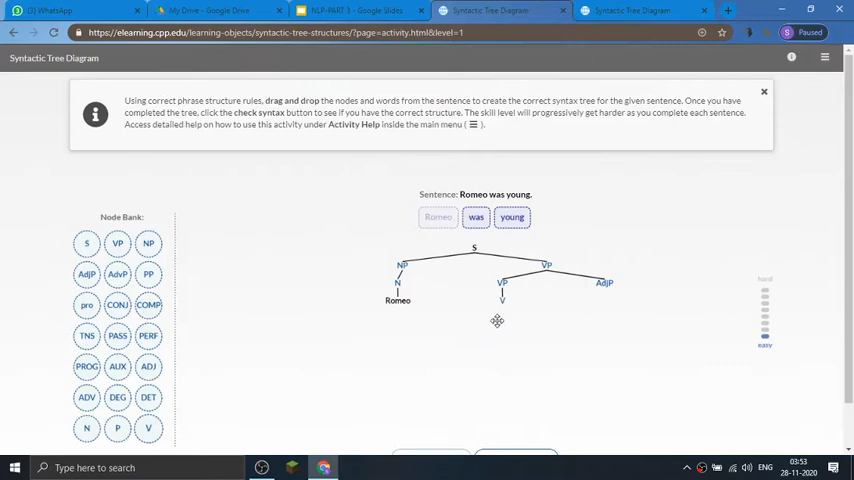 (3) WhatsApp
My Drive - Google Drive
NLP-PART 3 - Google Slides
Syntactic Tree Diagram
Syntactic Tree Diagram
https://elearning.cpp.edu/learning-objects/syntactic-tree-structures/?page=activity.html&level=1
S
Paused
Syntactic Tree Diagram
Using correct phrase structure rules, drag and drop the nodes and words from the sentence to create the correct syntax tree for the given sentence. Once you have
completed the tree, click the check syntax button to see if you have the correct structure. The skill level will progressively get harder as you complete each sentence.
Access detailed help on how to use this activity under Activity Help inside the main menu ( ☰ ).
Sentence: Romeo was young.
Romeo was young
Node Bank:
S VP NP
AdjP AdvP PP
pro CONJ COMP
TNS PASS PERF
PROG AUX ADJ
ADV DEG DET
N P V
S
NP VP
N VP AdjP
Romeo V
hard
easy
Type here to search
ENG
03:53
28-11-2020